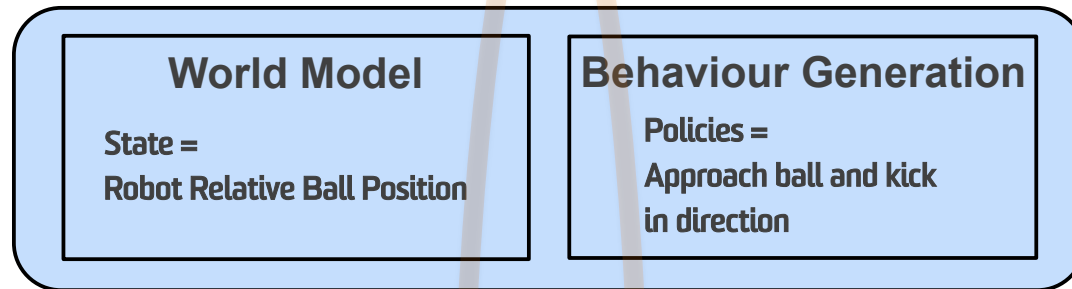 World Model
State =
Robot Relative Ball Position
Behaviour Generation
Policies =
Approach ball and kick
in direction